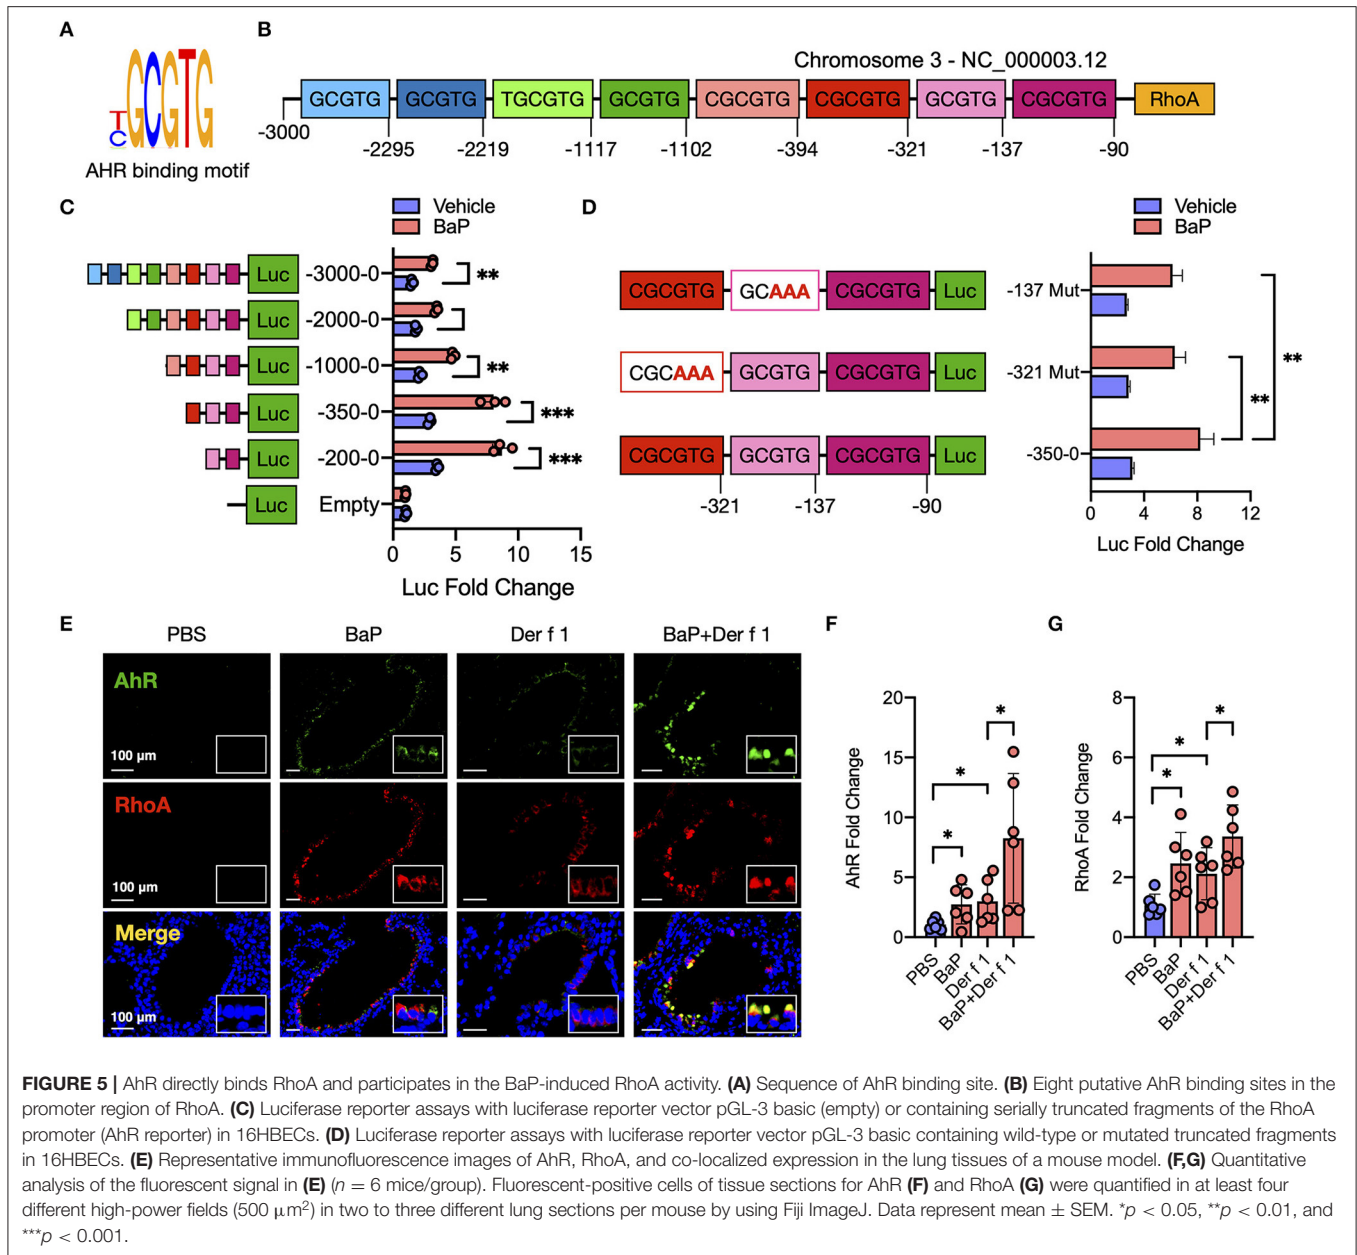 A
TCGCGTG
AHR binding motif
B
Chromosome 3 - NC_000003.12
GCGTG GCGTG TGCGTG GCGTG CGCGTG CGCGTG GCGTG CGCGTG RhoA
-3000
-2295 -2219 -1117 -1102 -394 -321 -137 -90
C
Vehicle
BaP
Luc -3000-0 **
Luc -2000-0
Luc -1000-0 **
Luc -350-0 ***
Luc -200-0 ***
Luc Empty
0 5 10 15
Luc Fold Change
D
Vehicle
BaP
CGCGTG GCAAA CGCGTG Luc -137 Mut
CGCAAA GCGTG CGCGTG Luc -321 Mut
CGCGTG GCGTG CGCGTG Luc -350-0
-321 -137 -90
** **
0 4 8 12
Luc Fold Change
E
PBS BaP Der f 1 BaP+Der f 1
AhR
100 µm
RhoA
100 µm
Merge
100 µm
F
AhR Fold Change
20
15
10
5
0
* * *
PBS BaP Der f 1 BaP+Der f 1
G
RhoA Fold Change
8
6
4
2
0
* * *
PBS BaP Der f 1 BaP+Der f 1
FIGURE 5 | AhR directly binds RhoA and participates in the BaP-induced RhoA activity. (A) Sequence of AhR binding site. (B) Eight putative AhR binding sites in the
promoter region of RhoA. (C) Luciferase reporter assays with luciferase reporter vector pGL-3 basic (empty) or containing serially truncated fragments of the RhoA
promoter (AhR reporter) in 16HBECs. (D) Luciferase reporter assays with luciferase reporter vector pGL-3 basic containing wild-type or mutated truncated fragments
in 16HBECs. (E) Representative immunofluorescence images of AhR, RhoA, and co-localized expression in the lung tissues of a mouse model. (F,G) Quantitative
analysis of the fluorescent signal in (E) (n = 6 mice/group). Fluorescent-positive cells of tissue sections for AhR (F) and RhoA (G) were quantified in at least four
different high-power fields (500 µm²) in two to three different lung sections per mouse by using Fiji ImageJ. Data represent mean ± SEM. *p < 0.05, **p < 0.01, and
***p < 0.001.